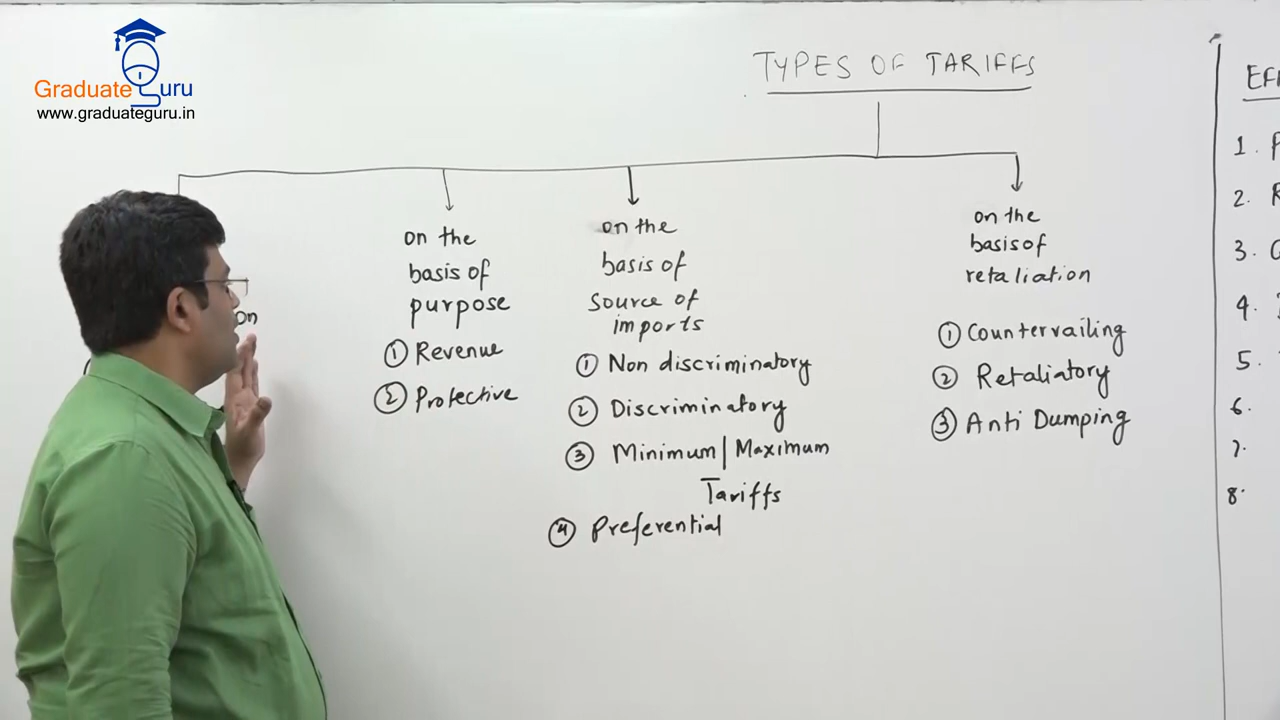 Graduate Guru
www.graduateguru.in
TYPES OF TARIFFS
on the
basis of
purpose
① Revenue
② Protective
on the
basis of
source of
imports
① Non discriminatory
② Discriminatory
③ Minimum/Maximum
Tariffs
④ Preferential
on the
basis of
retaliation
① Countervailing
② Retaliatory
③ Anti Dumping
1.
2.
3.
4.
5.
6.
7.
8.